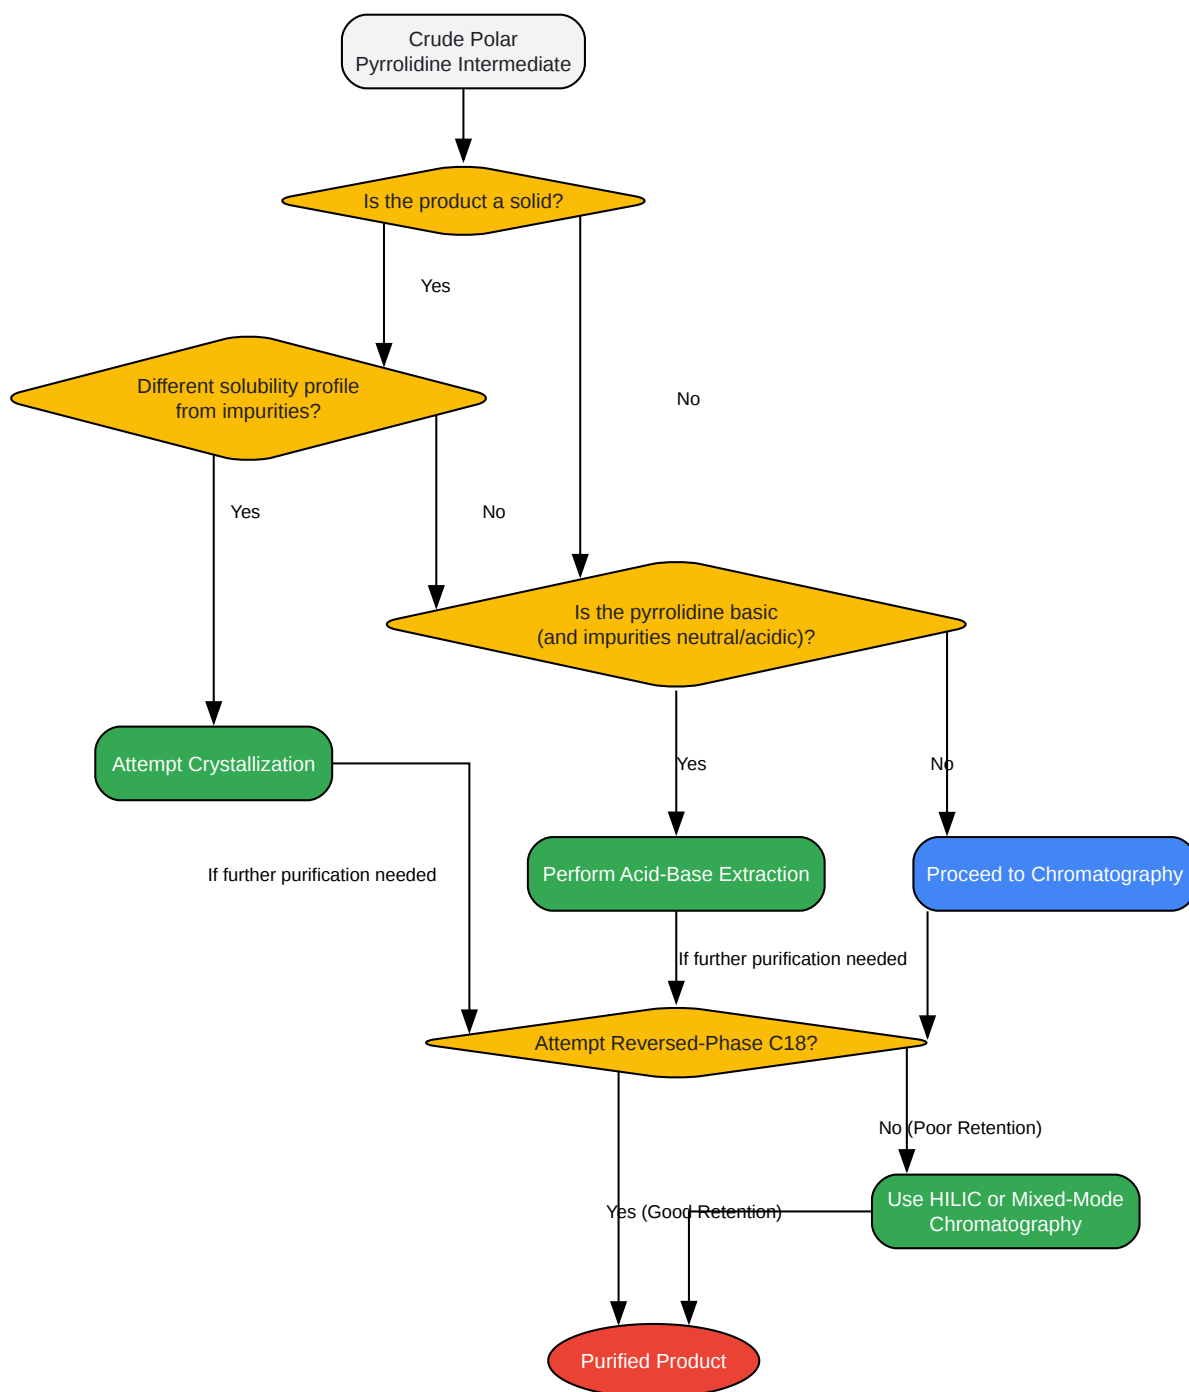 Crude Polar
Pyrrolidine Intermediate
Is the product a solid?
Yes
Different solubility profile
from impurities?
No
Yes
No
Is the pyrrolidine basic
(and impurities neutral/acidic)?
Attempt Crystallization
Yes
No
If further purification needed
Perform Acid-Base Extraction
Proceed to Chromatography
If further purification needed
Attempt Reversed-Phase C18?
No (Poor Retention)
Yes (Good Retention)
Use HILIC or Mixed-Mode
Chromatography
Purified Product